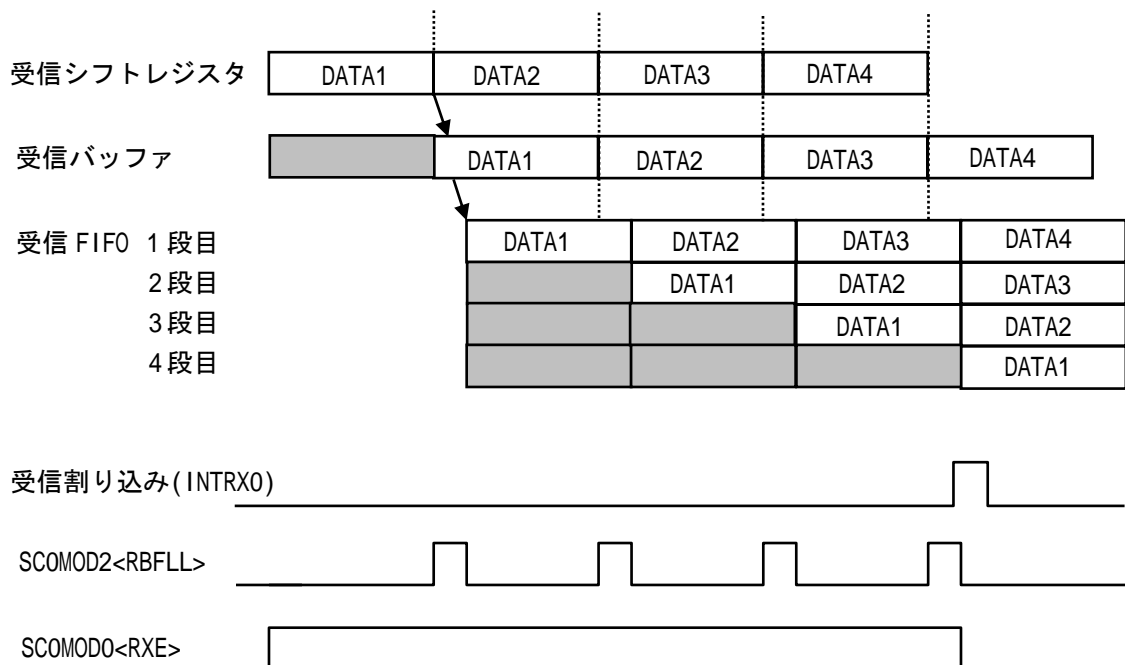 受信シフトレジスタ DATA1 DATA2 DATA3 DATA4
受信バッファ DATA1 DATA2 DATA3 DATA4
受信 FIFO 1段目 DATA1 DATA2 DATA3 DATA4
2段目 DATA1 DATA2 DATA3
3段目 DATA1 DATA2
4段目 DATA1
受信割り込み(INTRX0)
SC0MOD2<RBFLL>
SC0MOD0<RXE>